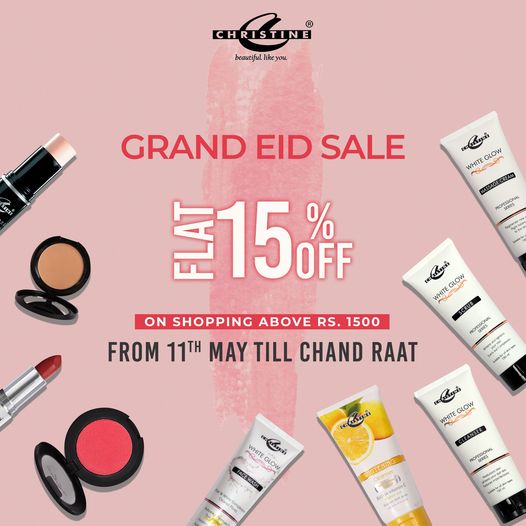 CHRISTINE®
beautiful. like you.
GRAND EID SALE
FLAT 15% OFF
ON SHOPPING ABOVE RS. 1500
FROM 11TH MAY TILL CHAND RAAT
WHITE GLOW
MASSAGE CREAM
PROFESSIONAL
SERIES
WHITE GLOW
SCRUB
PROFESSIONAL
SERIES
WHITE GLOW
CLEANSER
PROFESSIONAL
SERIES
WHITE GLOW
FACE WASH